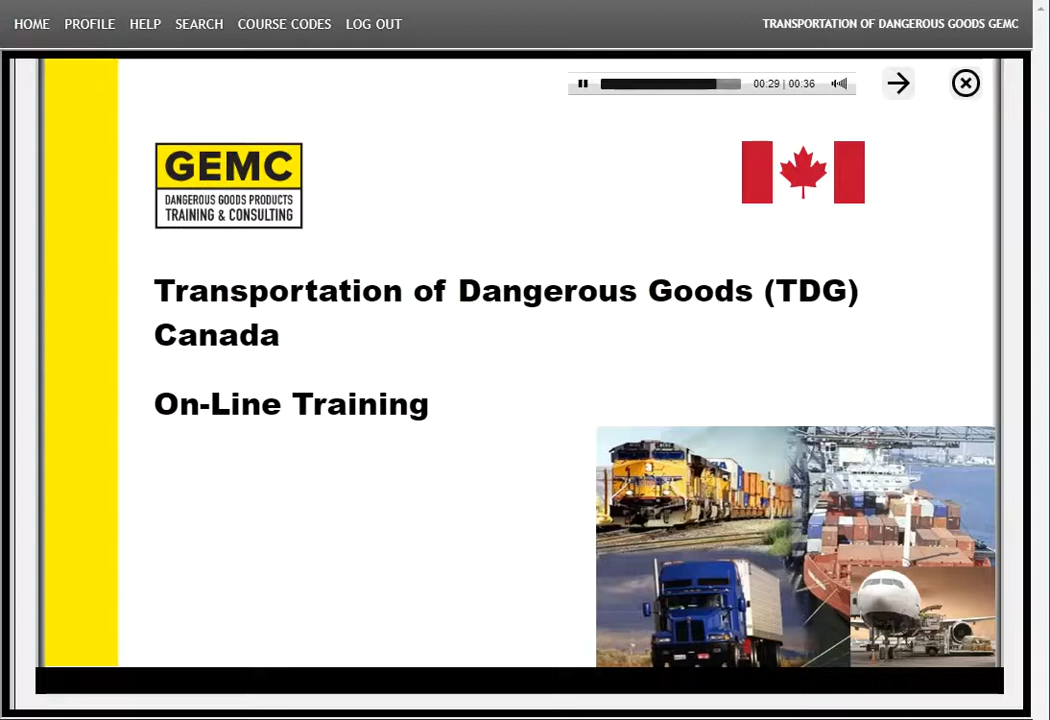 HOME PROFILE HELP SEARCH COURSE CODES LOG OUT TRANSPORTATION OF DANGEROUS GOODS GEMC
00:29 | 00:36
GEMC
DANGEROUS GOODS PRODUCTS
TRAINING & CONSULTING
Transportation of Dangerous Goods (TDG)
Canada
On-Line Training